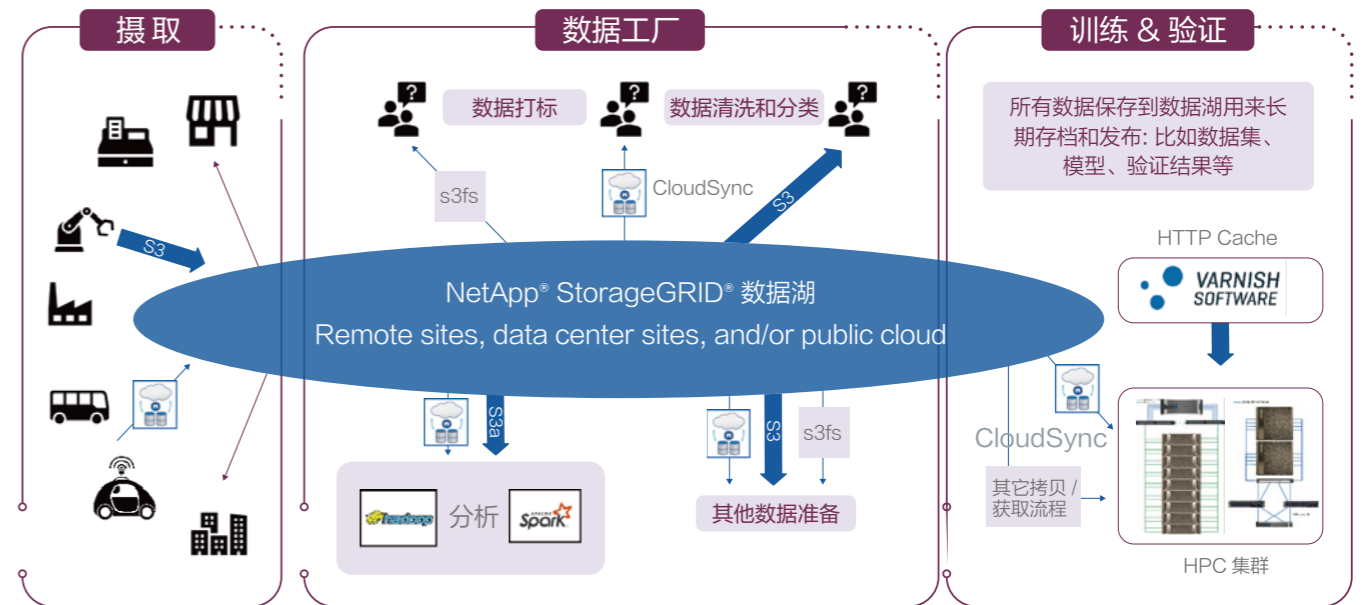 摄 取
数据工厂
训练 & 验证
?
?
?
数据打标
数据清洗和分类
所有数据保存到数据湖用来长
期存档和发布: 比如数据集、
模型、验证结果等
s3fs
CloudSync
S3
S3
HTTP Cache
VARNISH
SOFTWARE
NetApp® StorageGRID® 数据湖
Remote sites, data center sites, and/or public cloud
S3a
S3
s3fs
CloudSync
其它拷贝 /
获取流程
hadoop
分析
APACHE
Spark
其他数据准备
HPC 集群